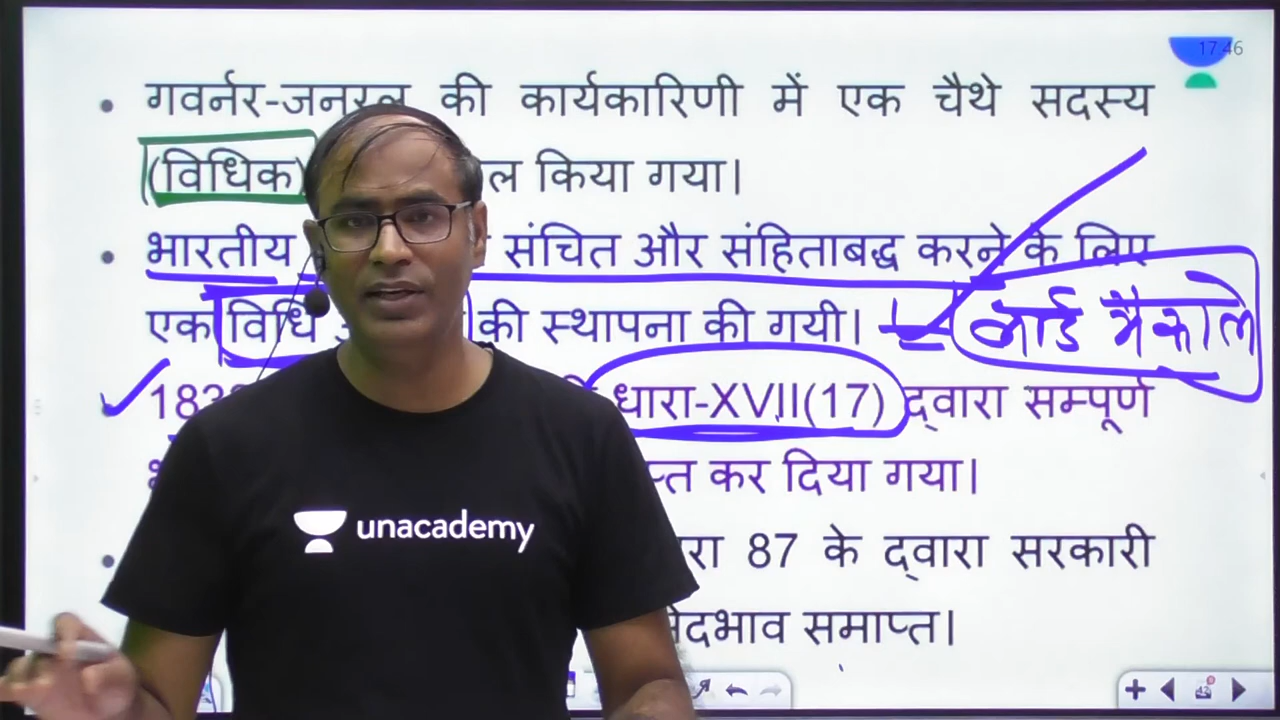 17:46
गवर्नर-जनरल की कार्यकारिणी में एक चैथे सदस्य
(विधिक) ल किया गया।
भारतीय संचित और संहिताबद्ध करने के लिए
एक विधि की स्थापना की गयी। लार्ड मैकाले
183 धारा-XVII(17) द्वारा सम्पूर्ण
प्त कर दिया गया।
रा 87 के द्वारा सरकारी
भेदभाव समाप्त।
unacademy
42